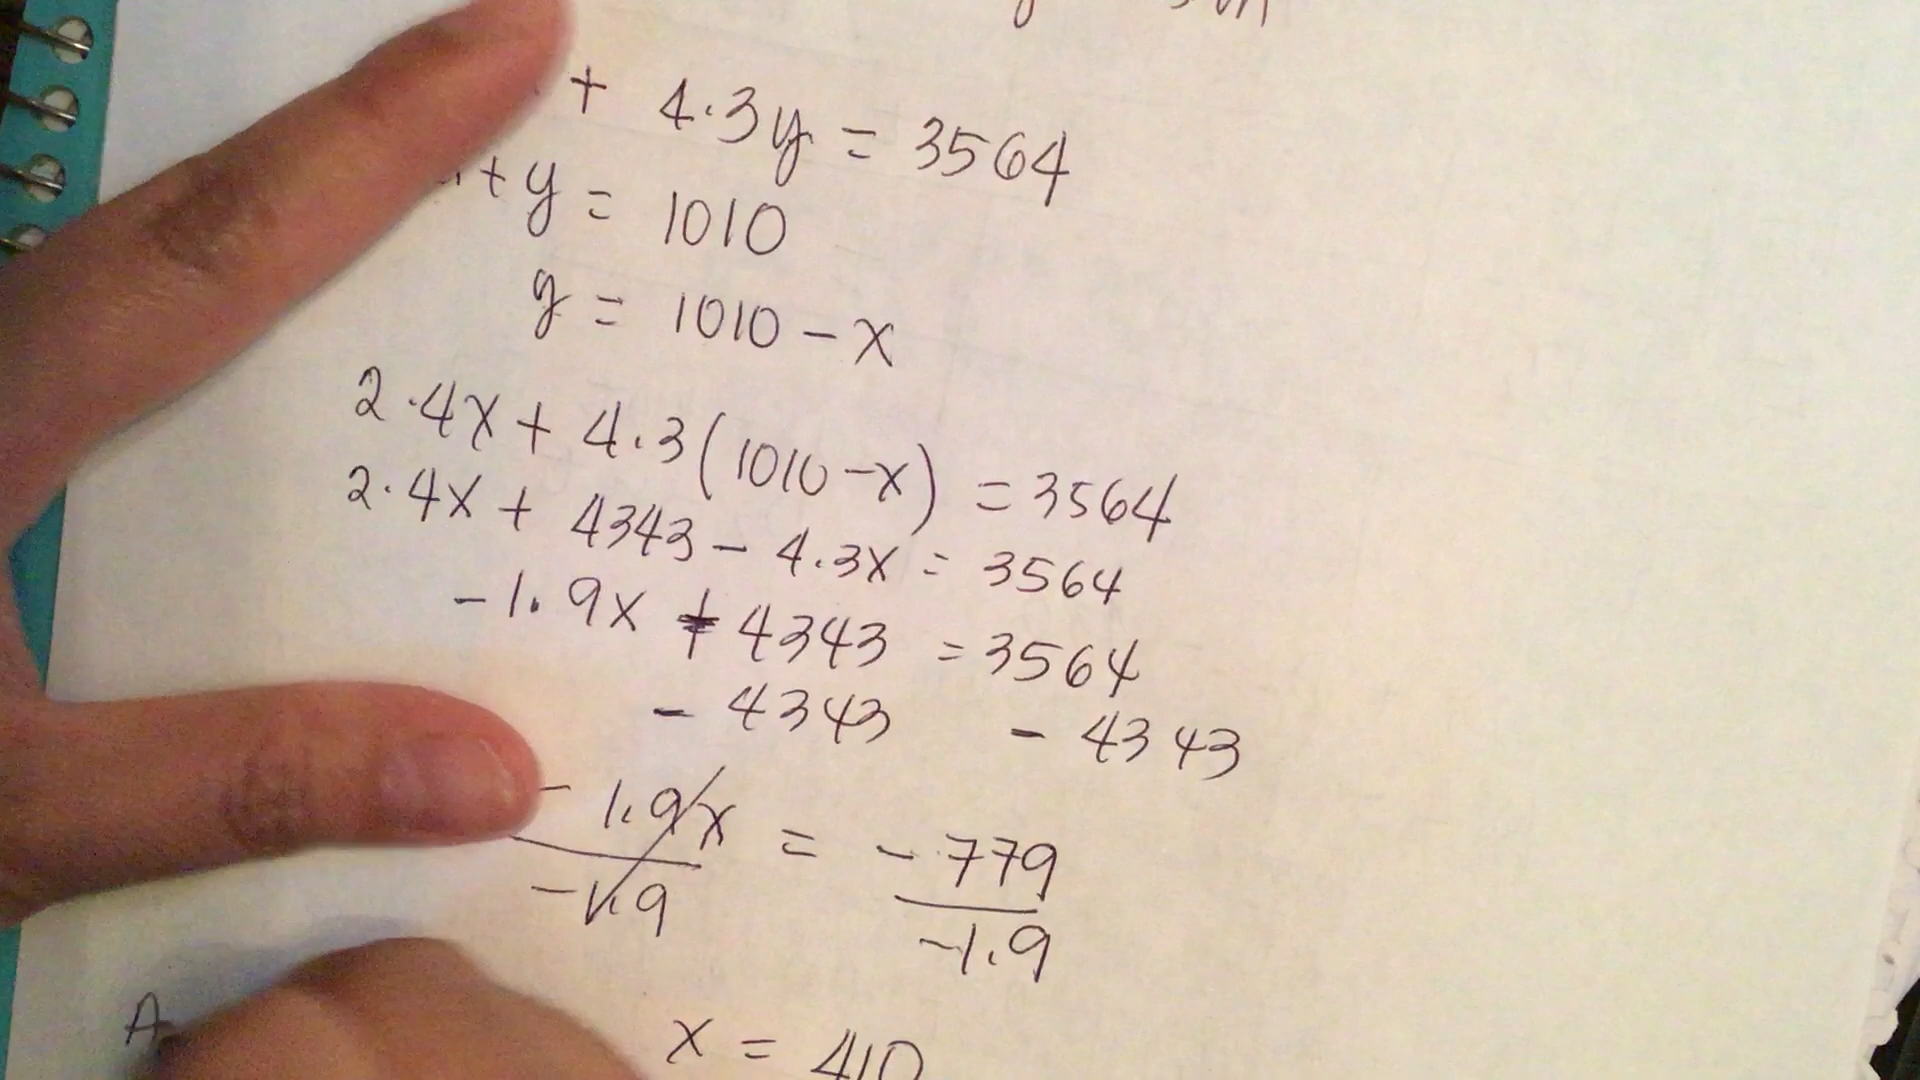 + 4.3y = 3564
+y = 1010
y = 1010 - x
2.4x + 4.3(1010-x) = 3564
2.4x + 4343 - 4.3x = 3564
-1.9x + 4343 = 3564
- 4343 - 4343
- 1.9x = - 779
-1.9 -1.9
A
x = 410